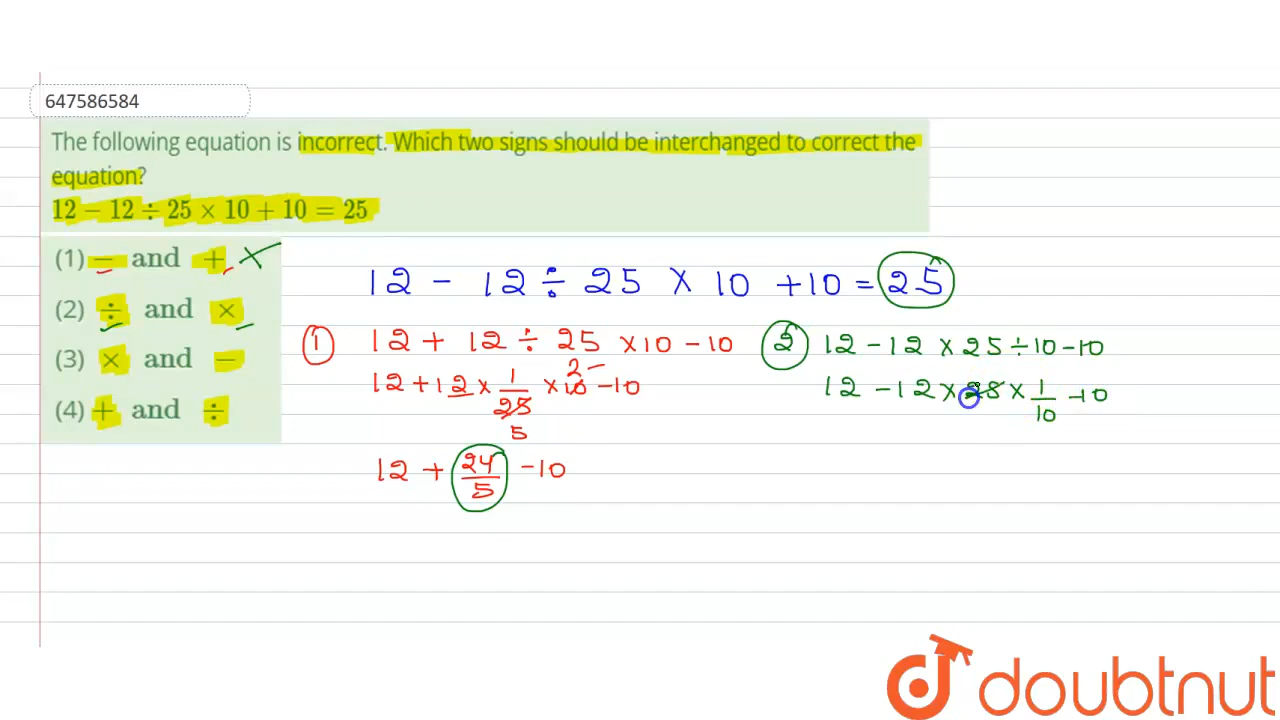 647586584
The following equation is incorrect. Which two signs should be interchanged to correct the
equation?
12 − 12 ÷ 25 × 10 + 10 = 25
(1) − and + ×
(2) ÷ and ×
(3) × and −
(4) + and ÷
12 - 12 ÷ 25 × 10 + 10 = 25
1 12 + 12 ÷ 25 × 10 - 10
12 + 12 × 1/25 × 10 - 10
2
5
12 + 24/5 - 10
2 12 - 12 × 25 ÷ 10 - 10
12 - 12 × 25 × 1/10 - 10
doubtnut